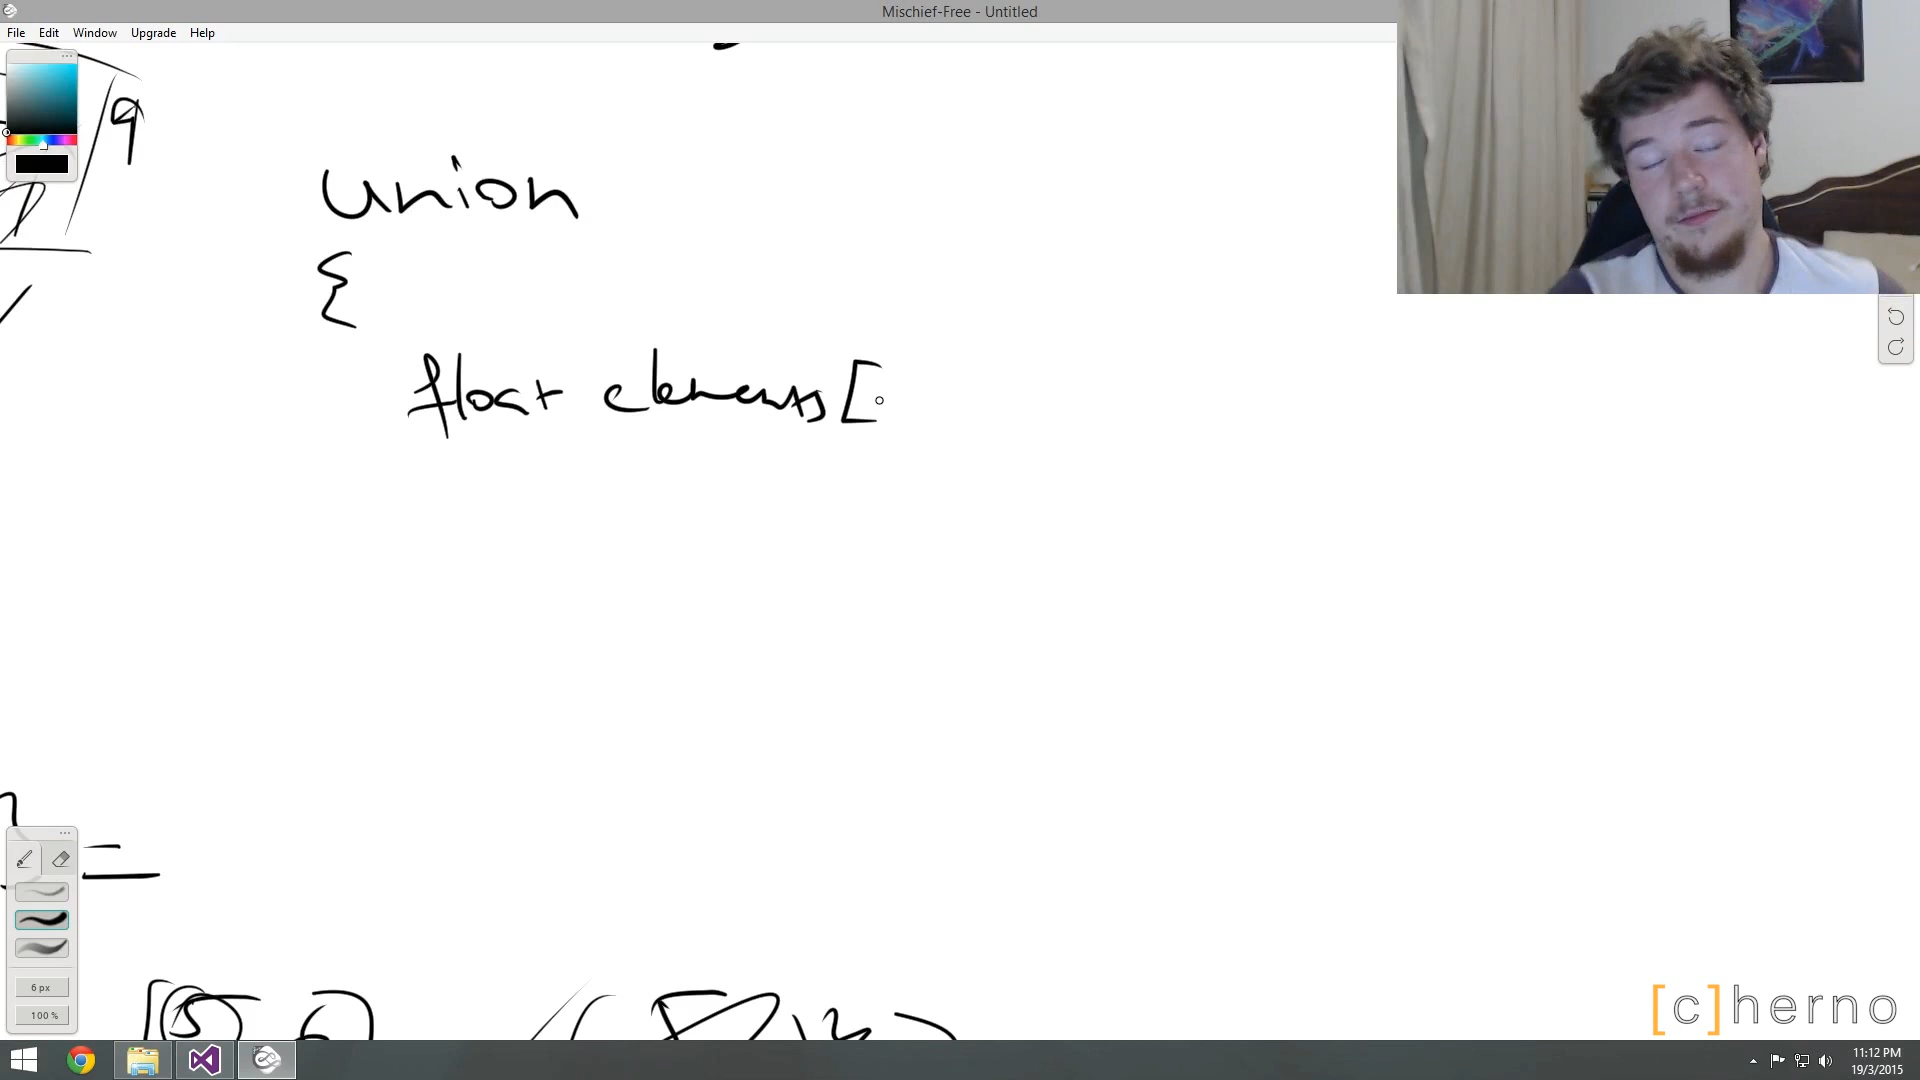 Mischief-Free - Untitled
File Edit Window Upgrade Help
9
union
{
float elements[
=
6 px
100 %
[c]herno
11:12 PM
19/3/2015